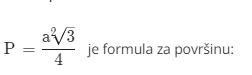 P = a²√3 / 4 je formula za površinu: